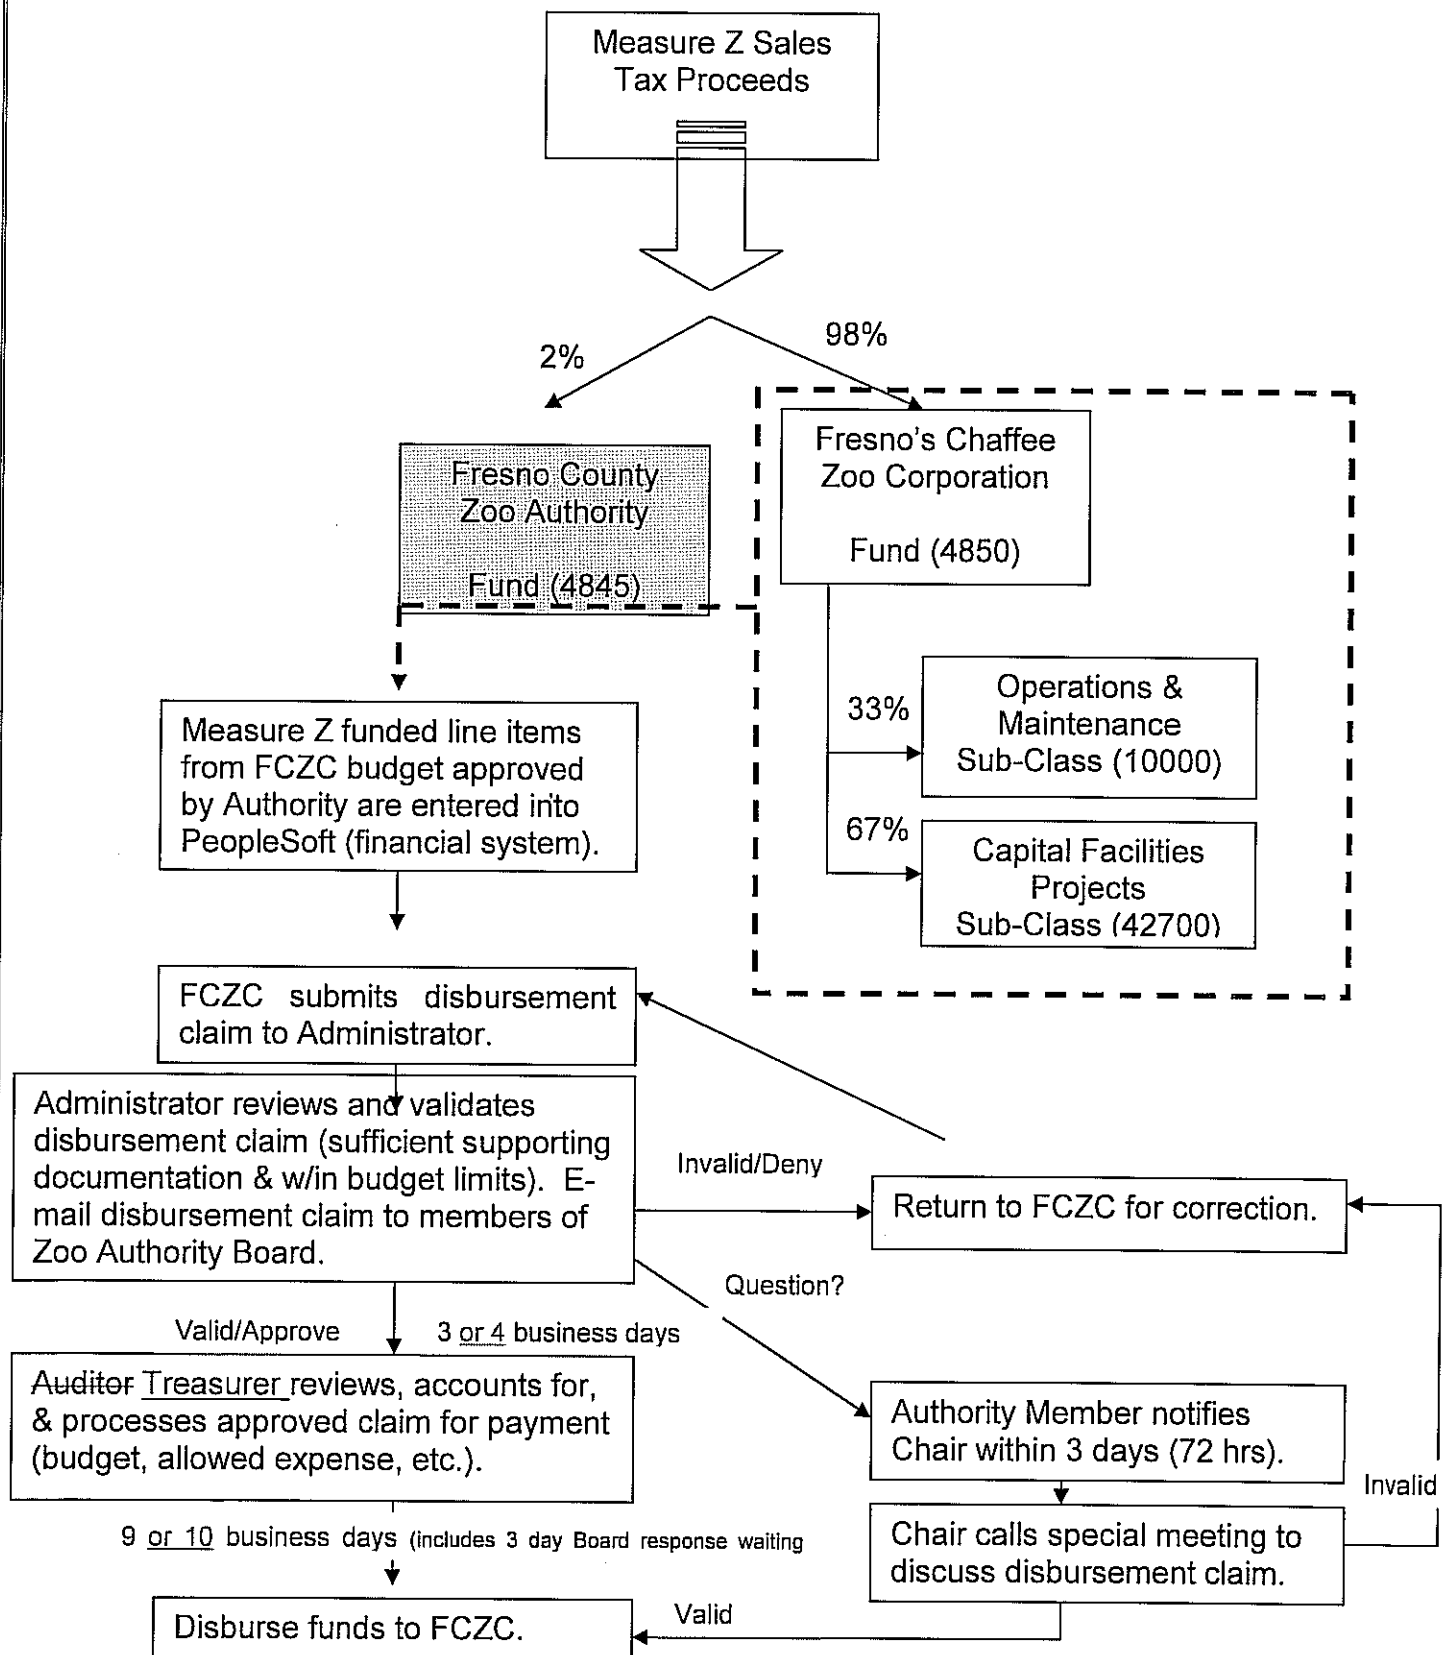 Measure Z Sales
Tax Proceeds
2%
98%
Fresno County
Zoo Authority
Fund (4845)
Fresno's Chaffee
Zoo Corporation
Fund (4850)
33%
Operations &
Maintenance
Sub-Class (10000)
67%
Capital Facilities
Projects
Sub-Class (42700)
Measure Z funded line items
from FCZC budget approved
by Authority are entered into
PeopleSoft (financial system).
FCZC submits disbursement
claim to Administrator.
Administrator reviews and validates
disbursement claim (sufficient supporting
documentation & w/in budget limits). E-
mail disbursement claim to members of
Zoo Authority Board.
Invalid/Deny
Return to FCZC for correction.
Question?
Valid/Approve
3 or 4 business days
Auditor Treasurer reviews, accounts for,
& processes approved claim for payment
(budget, allowed expense, etc.).
Authority Member notifies
Chair within 3 days (72 hrs).
Invalid
9 or 10 business days (includes 3 day Board response waiting
Chair calls special meeting to
discuss disbursement claim.
Valid
Disburse funds to FCZC.